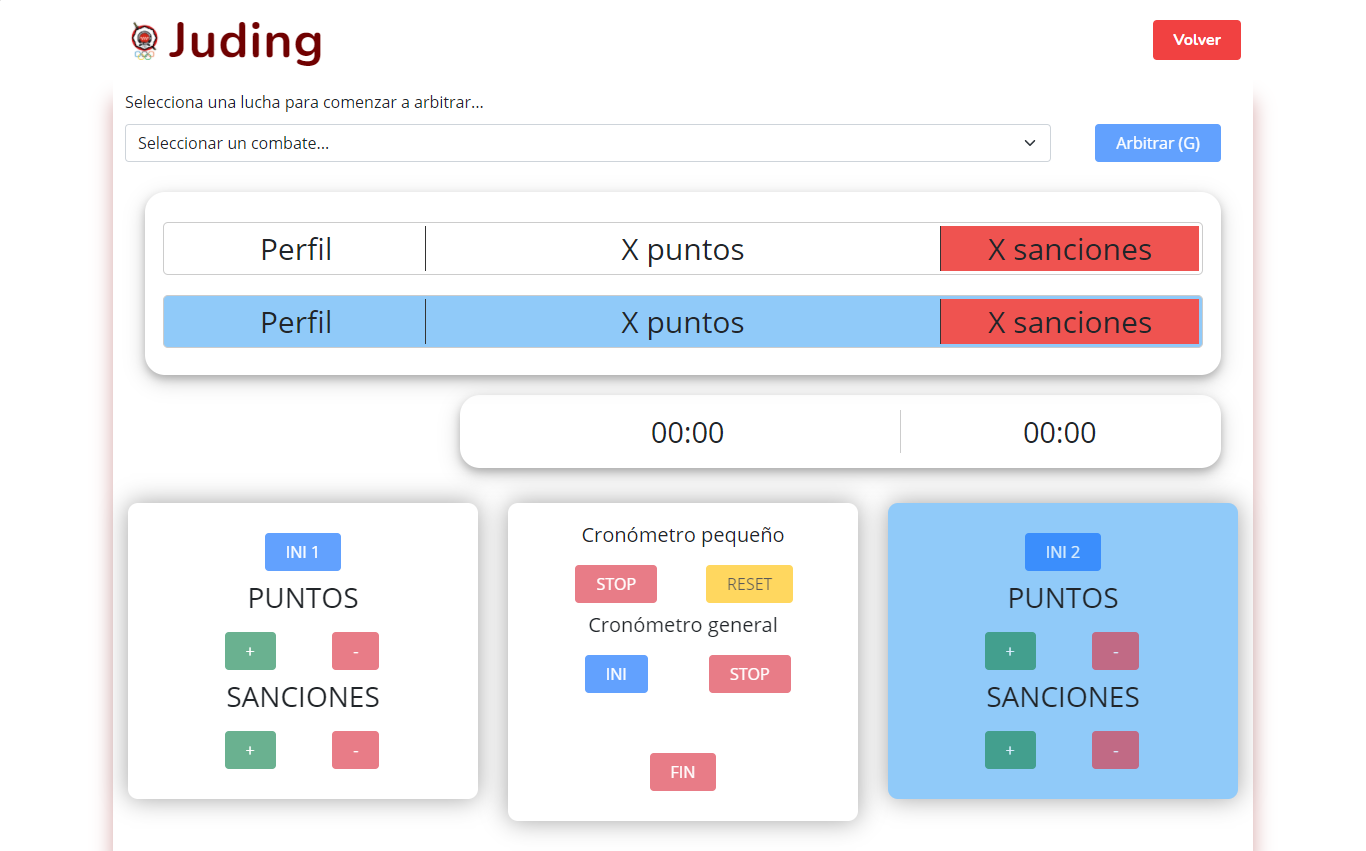 Juding
Volver
Selecciona una lucha para comenzar a arbitrar...
Seleccionar un combate...
Arbitrar (G)
Perfil X puntos X sanciones
Perfil X puntos X sanciones
00:00 00:00
INI 1
PUNTOS
+ -
SANCIONES
+ -
Cronómetro pequeño
STOP RESET
Cronómetro general
INI STOP
FIN
INI 2
PUNTOS
+ -
SANCIONES
+ -